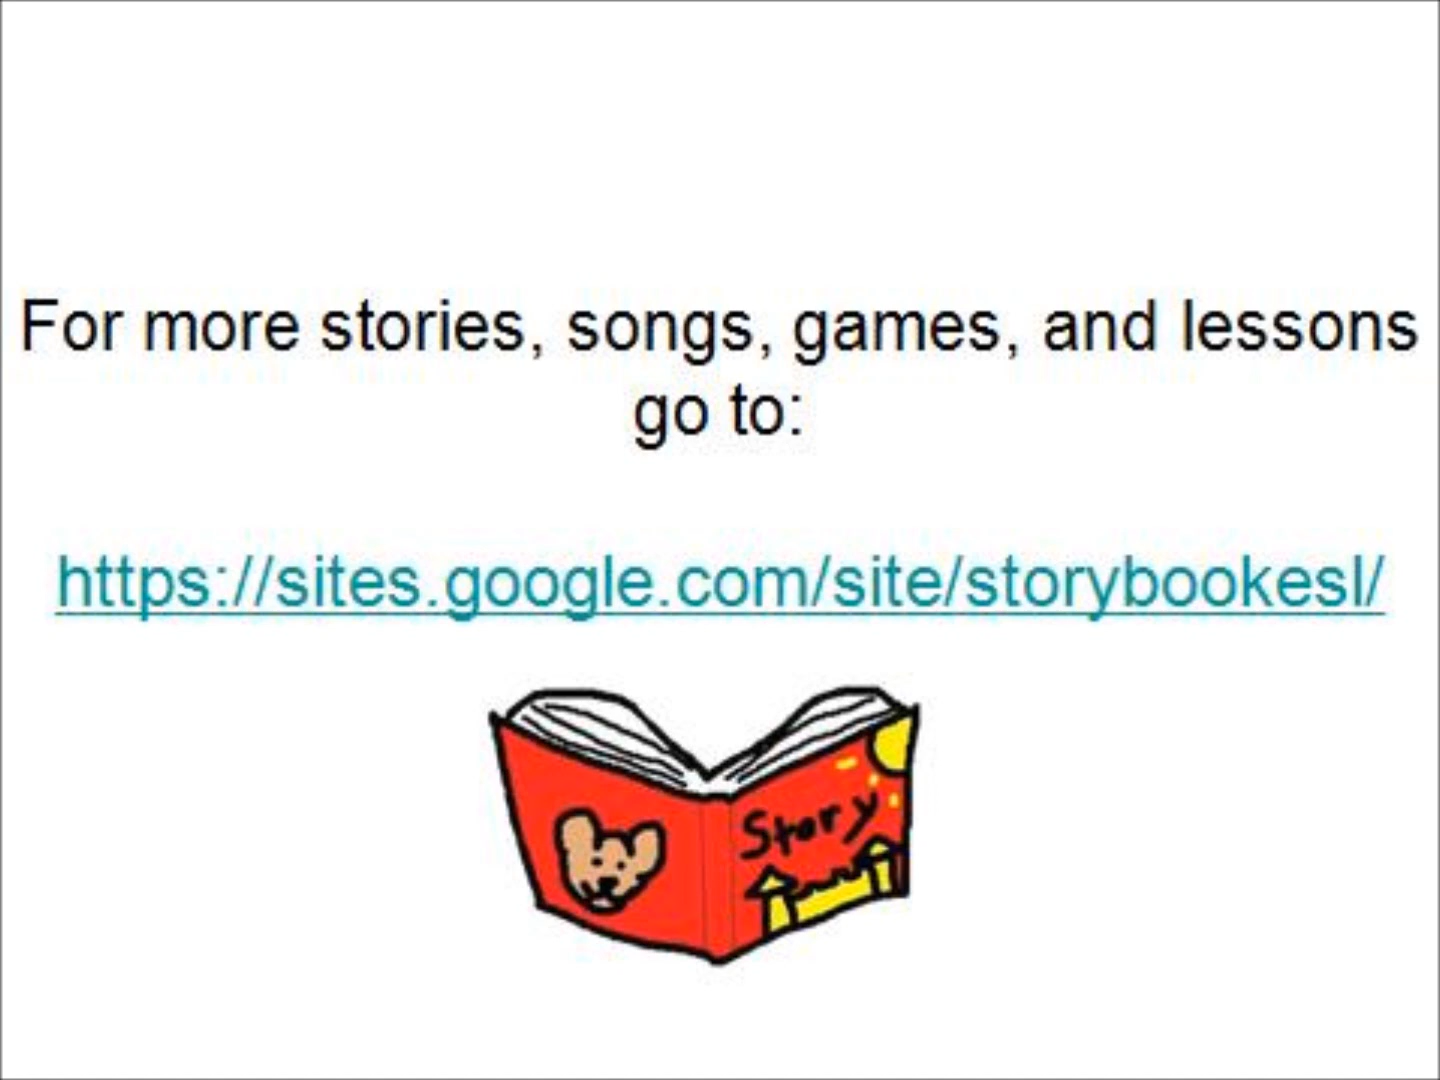 For more stories, songs, games, and lessons
go to:
https://sites.google.com/site/storybookesl/
Story